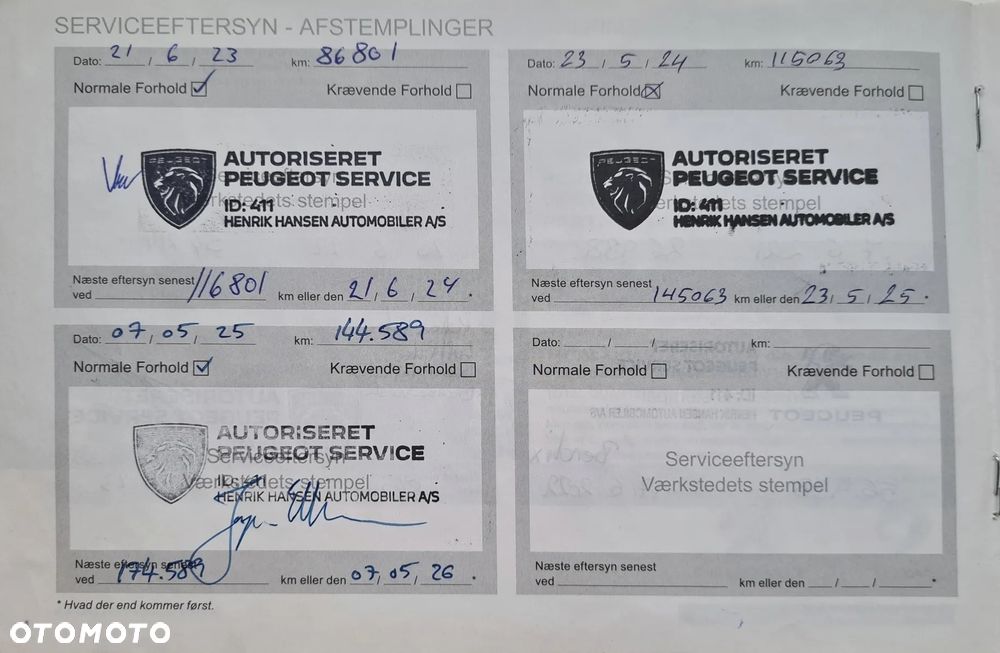 SERVICEEFTERSYN - AFSTEMPLINGER
Dato: 21 / 6 / 23 km: 86801
Normale Forhold Krævende Forhold
PEUGEOT
AUTORISERET
PEUGEOT SERVICE
Værkstedets stempel
ID: 411
HENRIK HANSEN AUTOMOBILER A/S
Næste eftersyn senest
ved 116801 km eller den 21 / 6 / 24 *
Dato: 23 / 5 / 24 km: 115063
Normale Forhold Krævende Forhold
PEUGEOT
AUTORISERET
PEUGEOT SERVICE
Værkstedets stempel
ID: 411
HENRIK HANSEN AUTOMOBILER A/S
Næste eftersyn senest
ved 145063 km eller den 23 / 5 / 25 *
Dato: 07 / 05 / 25 km: 144.589
Normale Forhold Krævende Forhold
AUTORISERET
PEUGEOT SERVICE
Serviceeftersyn
Værkstedets stempel
ID: 411
HENRIK HANSEN AUTOMOBILER A/S
Næste eftersyn senest
ved 174.589 km eller den 07 / 05 / 26 *
Dato: / / km:
Normale Forhold Krævende Forhold
Serviceeftersyn
Værkstedets stempel
Næste eftersyn senest
ved km eller den / / *
* Hvad der end kommer først.
OTOMOTO